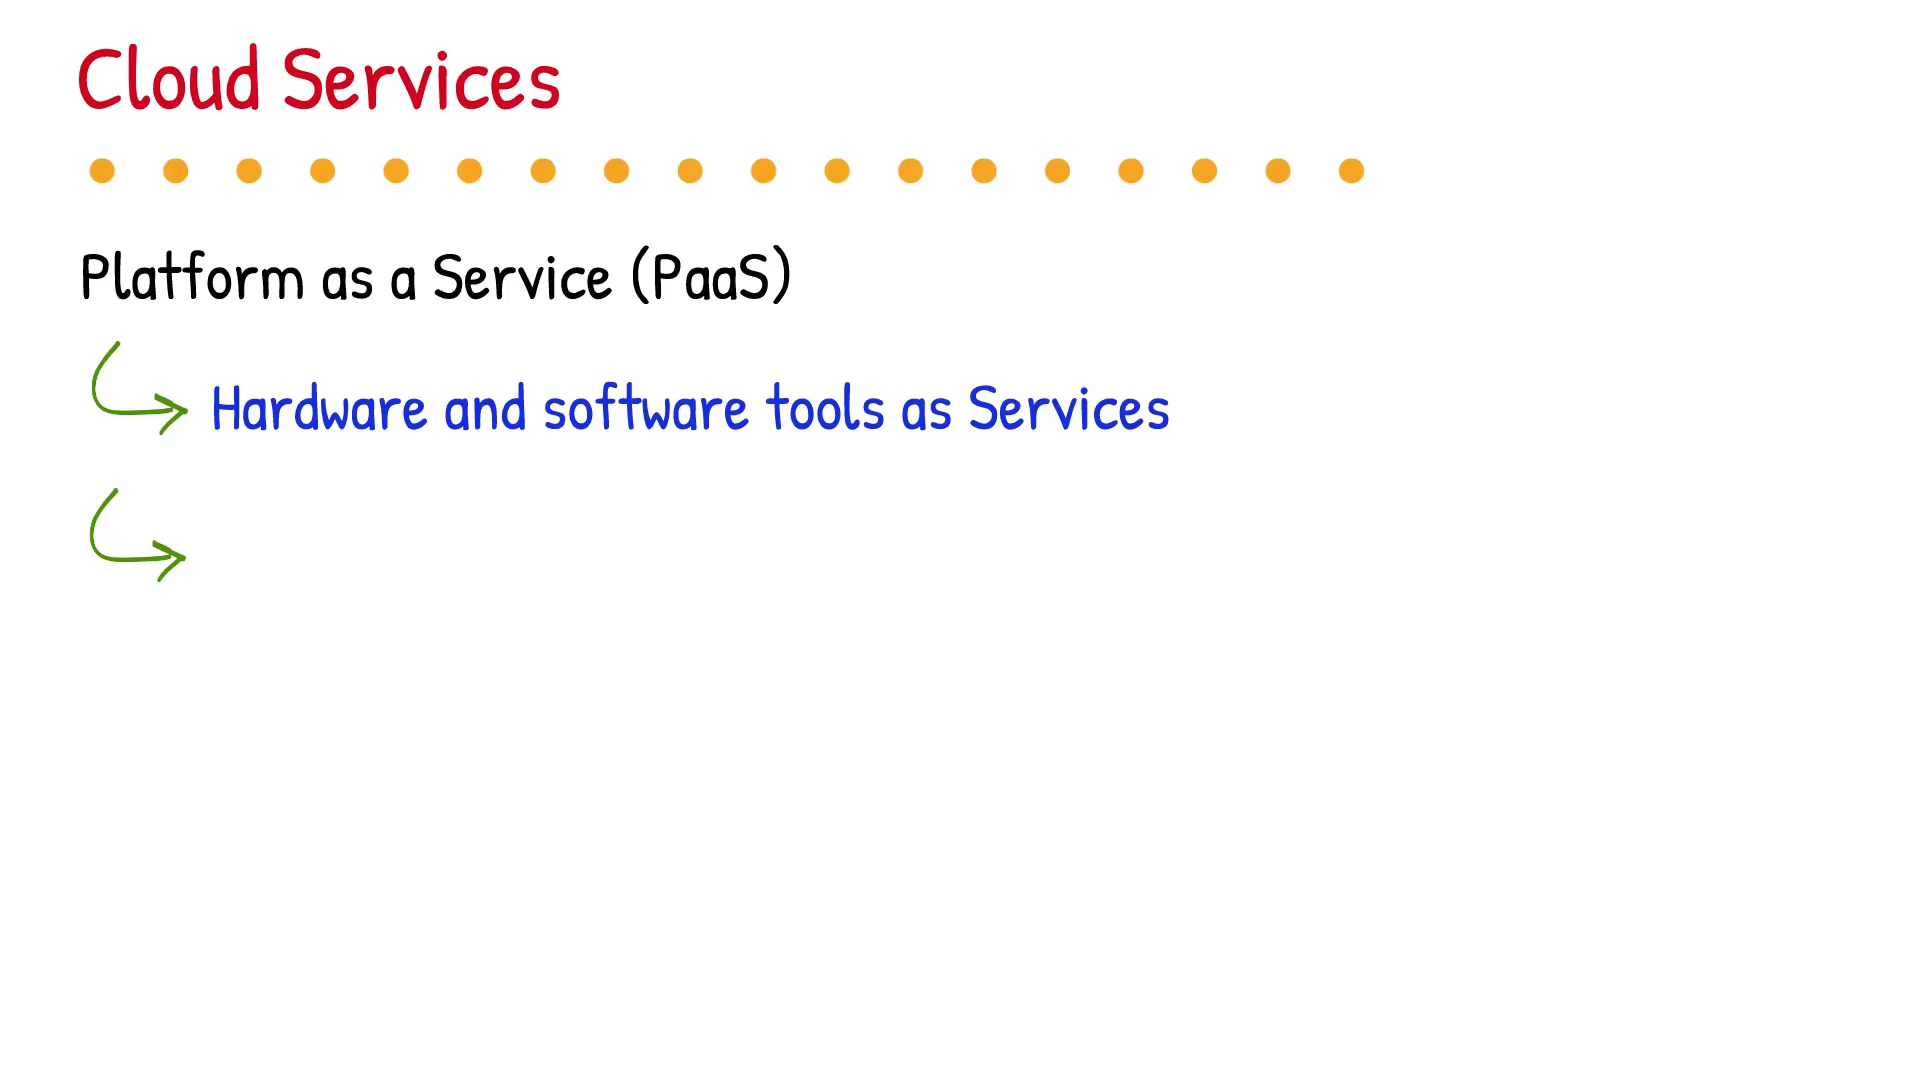 Cloud Services
Platform as a Service (PaaS)
Hardware and software tools as Services